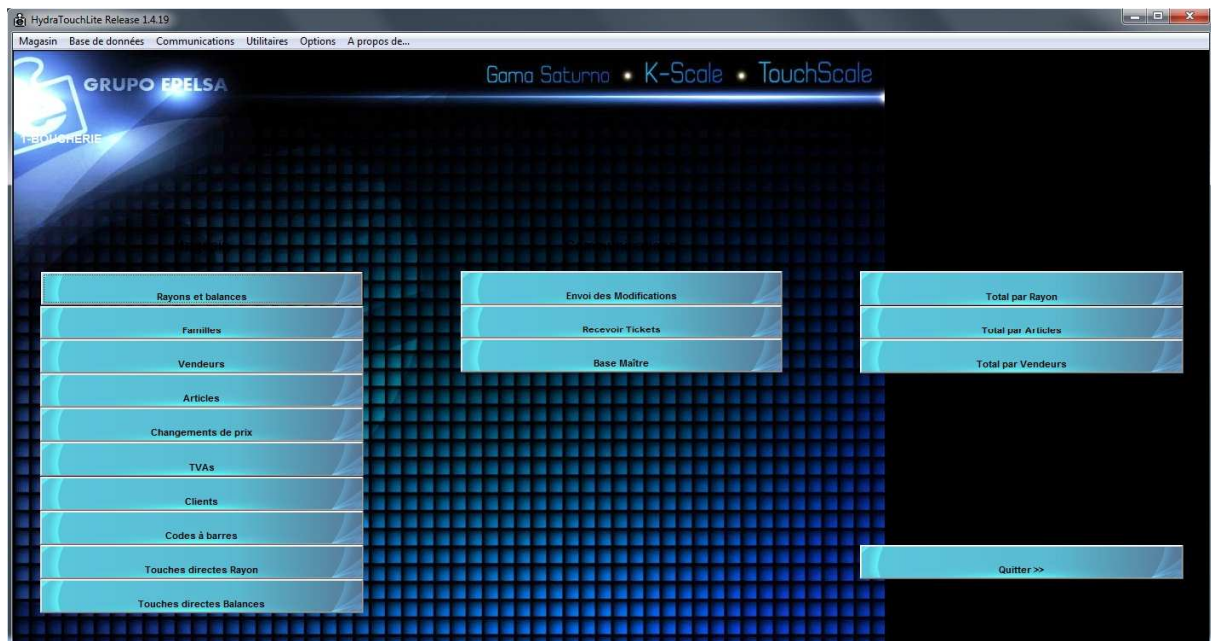 HydraTouchLite Release 1.4.19
Magasin Base de données Communications Utilitaires Options A propos de...
GRUPO EPELSA
Gama Saturno • K-Scale • TouchScale
1-BOUCHERIE
Rayons et balances
Familles
Vendeurs
Articles
Changements de prix
TVAs
Clients
Codes à barres
Touches directes Rayon
Touches directes Balances
Envoi des Modifications
Recevoir Tickets
Base Maître
Total par Rayon
Total par Articles
Total par Vendeurs
Quitter >>